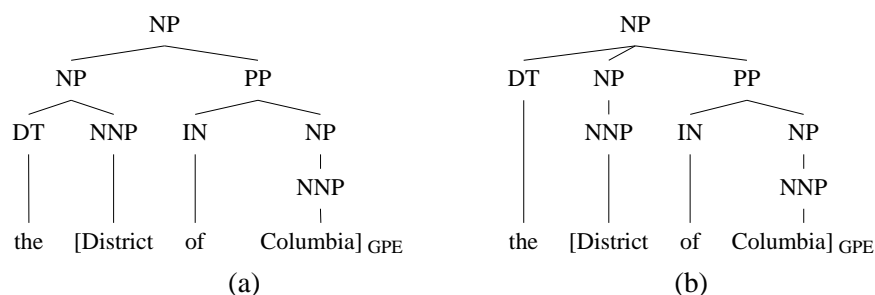 NP NP
NP PP DT NP PP
DT NNP IN NP NNP IN NP
NNP NNP
the [District of Columbia] GPE the [District of Columbia] GPE
(a) (b)